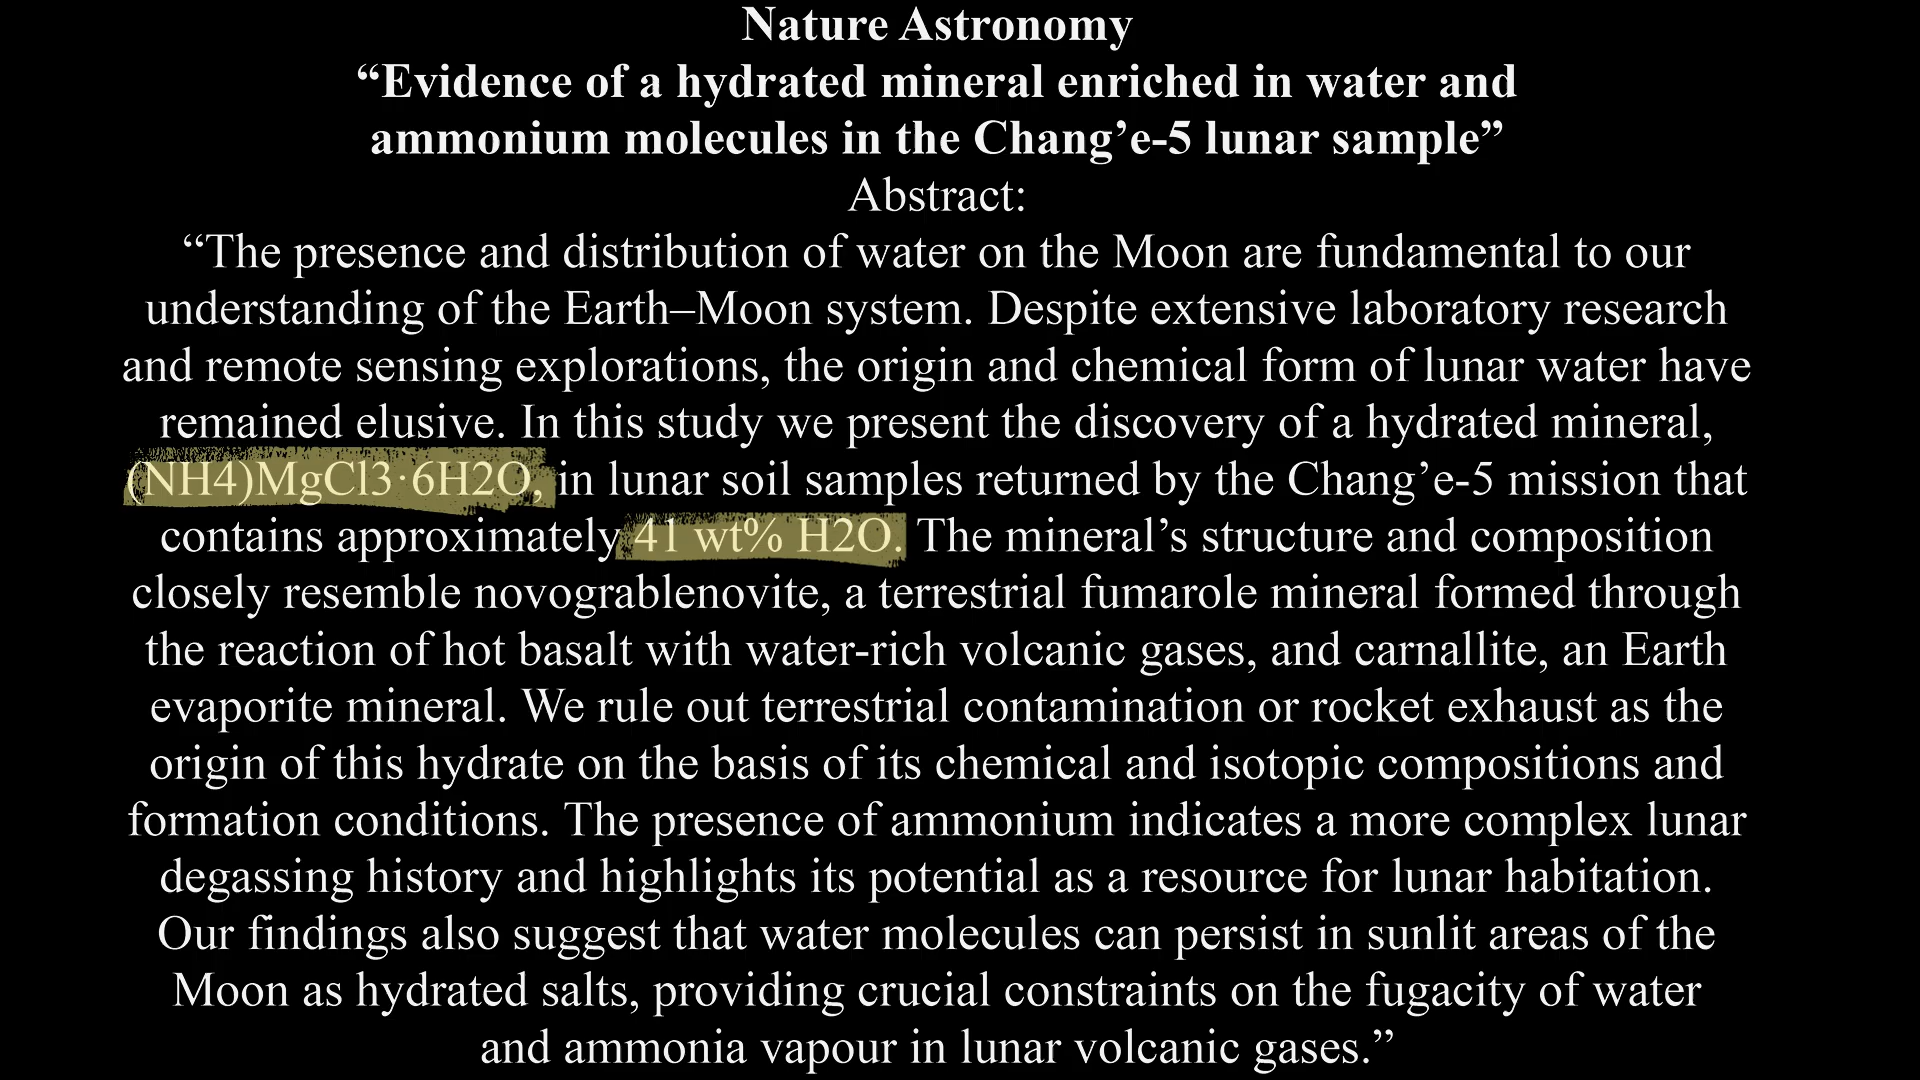 Nature Astronomy
“Evidence of a hydrated mineral enriched in water and
ammonium molecules in the Chang’e-5 lunar sample”
Abstract:
“The presence and distribution of water on the Moon are fundamental to our
understanding of the Earth–Moon system. Despite extensive laboratory research
and remote sensing explorations, the origin and chemical form of lunar water have
remained elusive. In this study we present the discovery of a hydrated mineral,
(NH4)MgCl3·6H2O, in lunar soil samples returned by the Chang’e-5 mission that
contains approximately 41 wt% H2O. The mineral’s structure and composition
closely resemble novograblenovite, a terrestrial fumarole mineral formed through
the reaction of hot basalt with water-rich volcanic gases, and carnallite, an Earth
evaporite mineral. We rule out terrestrial contamination or rocket exhaust as the
origin of this hydrate on the basis of its chemical and isotopic compositions and
formation conditions. The presence of ammonium indicates a more complex lunar
degassing history and highlights its potential as a resource for lunar habitation.
Our findings also suggest that water molecules can persist in sunlit areas of the
Moon as hydrated salts, providing crucial constraints on the fugacity of water
and ammonia vapour in lunar volcanic gases.”